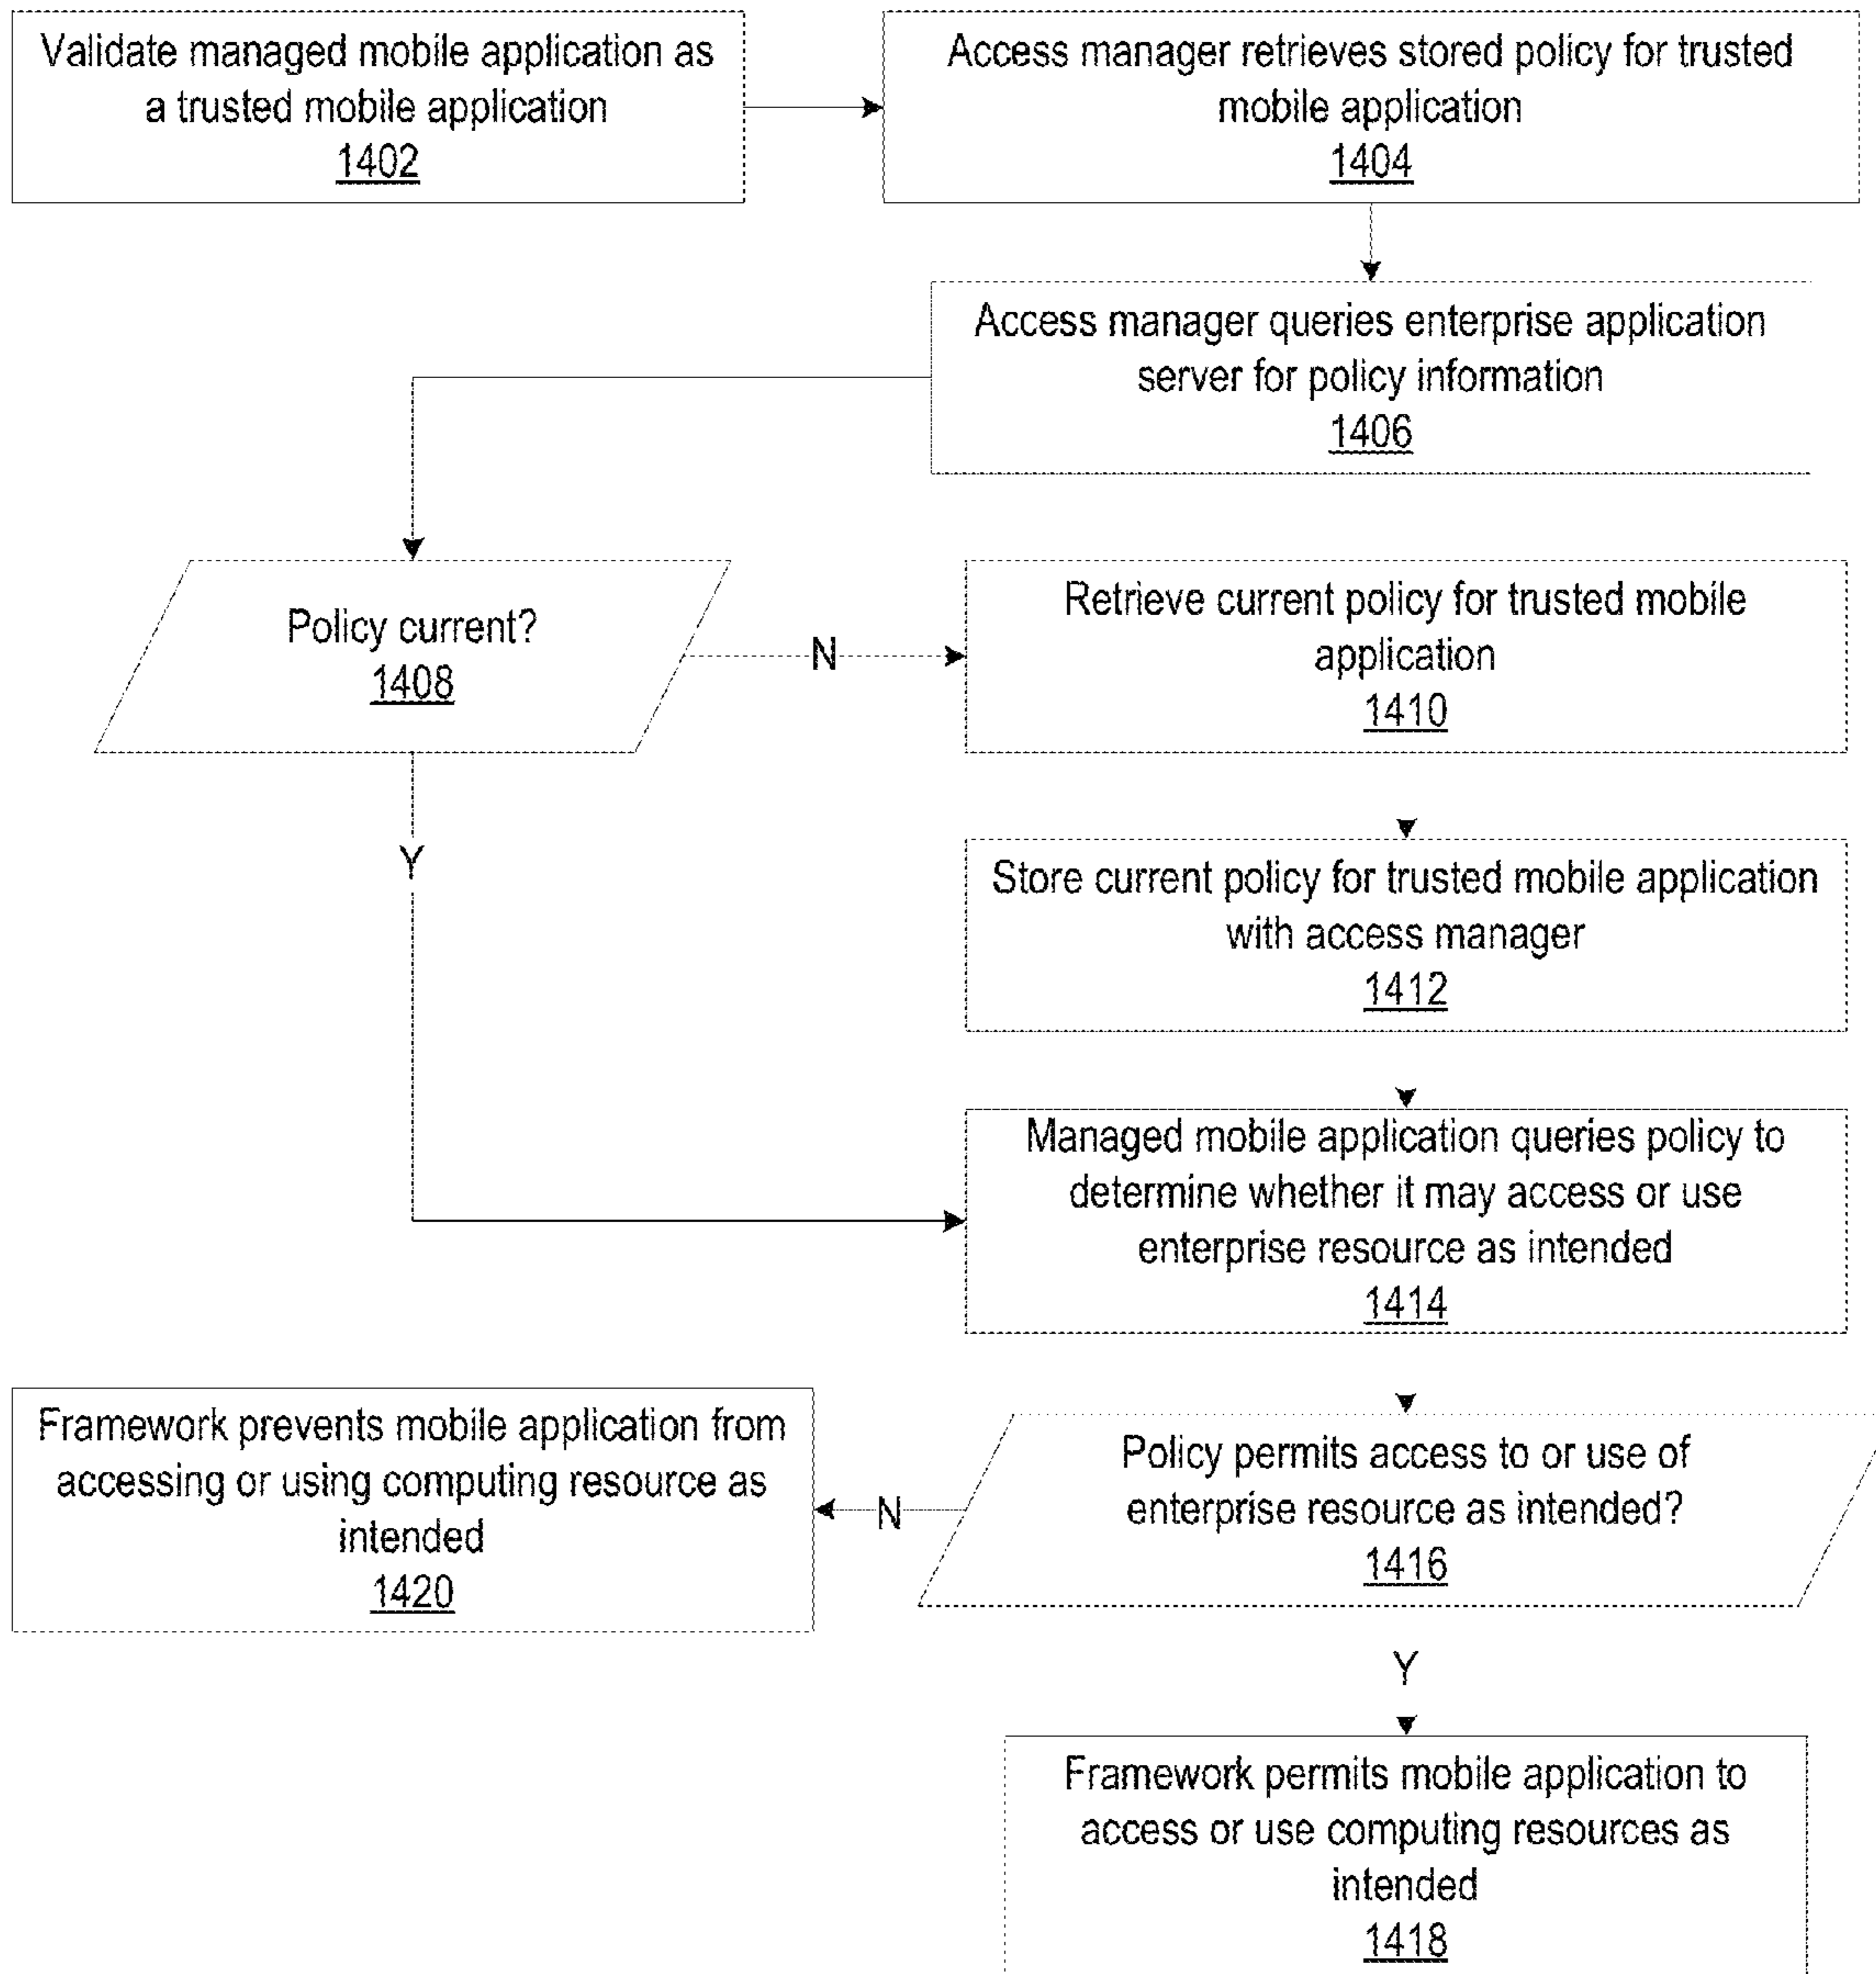 Validate managed mobile application as
a trusted mobile application
1402
Access manager retrieves stored policy for trusted
mobile application
1404
Access manager queries enterprise application
server for policy information
1406
Policy current?
1408
N
Retrieve current policy for trusted mobile
application
1410
Y
Store current policy for trusted mobile application
with access manager
1412
Managed mobile application queries policy to
determine whether it may access or use
enterprise resource as intended
1414
Policy permits access to or use of
enterprise resource as intended?
1416
N
Framework prevents mobile application from
accessing or using computing resource as
intended
1420
Y
Framework permits mobile application to
access or use computing resources as
intended
1418